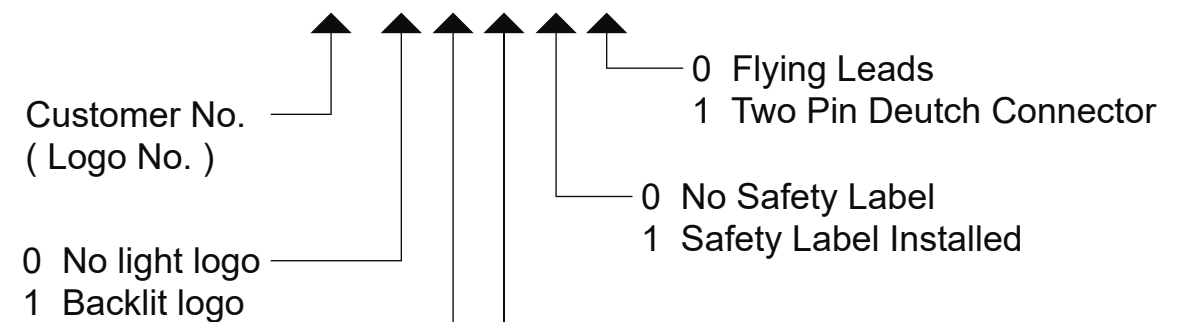 Customer No.
( Logo No. )
0 No light logo
1 Backlit logo
0 Flying Leads
1 Two Pin Deutch Connector
0 No Safety Label
1 Safety Label Installed